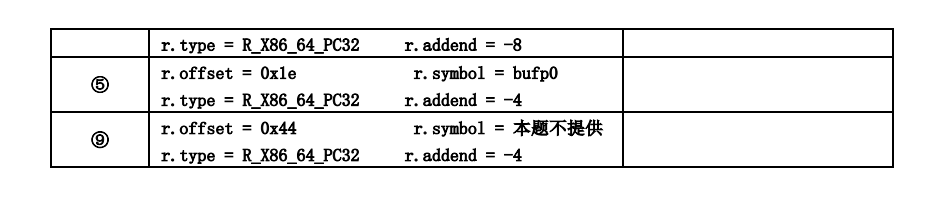 r.type = R_X86_64_PC32 r.addend = -8
⑤ r.offset = 0x1e r.symbol = bufp0
r.type = R_X86_64_PC32 r.addend = -4
⑨ r.offset = 0x44 r.symbol = 本题不提供
r.type = R_X86_64_PC32 r.addend = -4